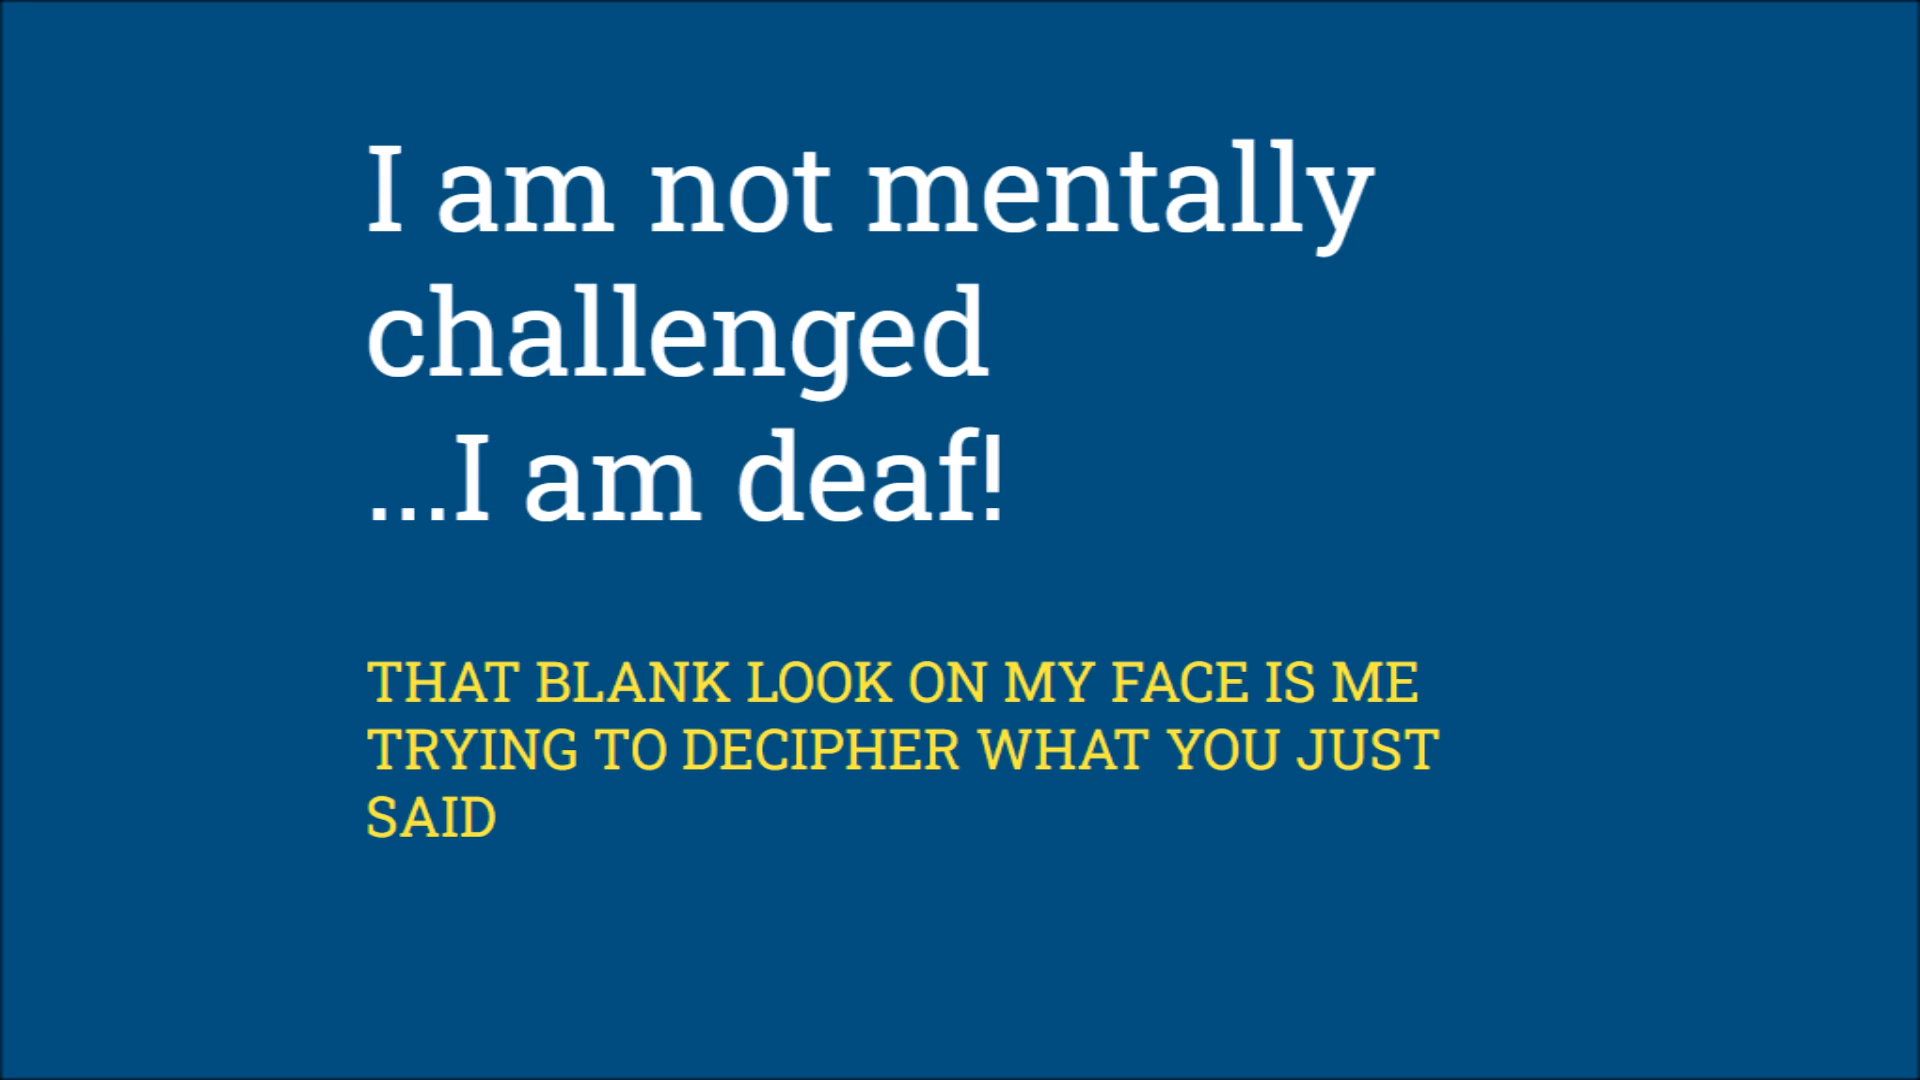 I am not mentally
challenged
...I am deaf!
THAT BLANK LOOK ON MY FACE IS ME
TRYING TO DECIPHER WHAT YOU JUST
SAID